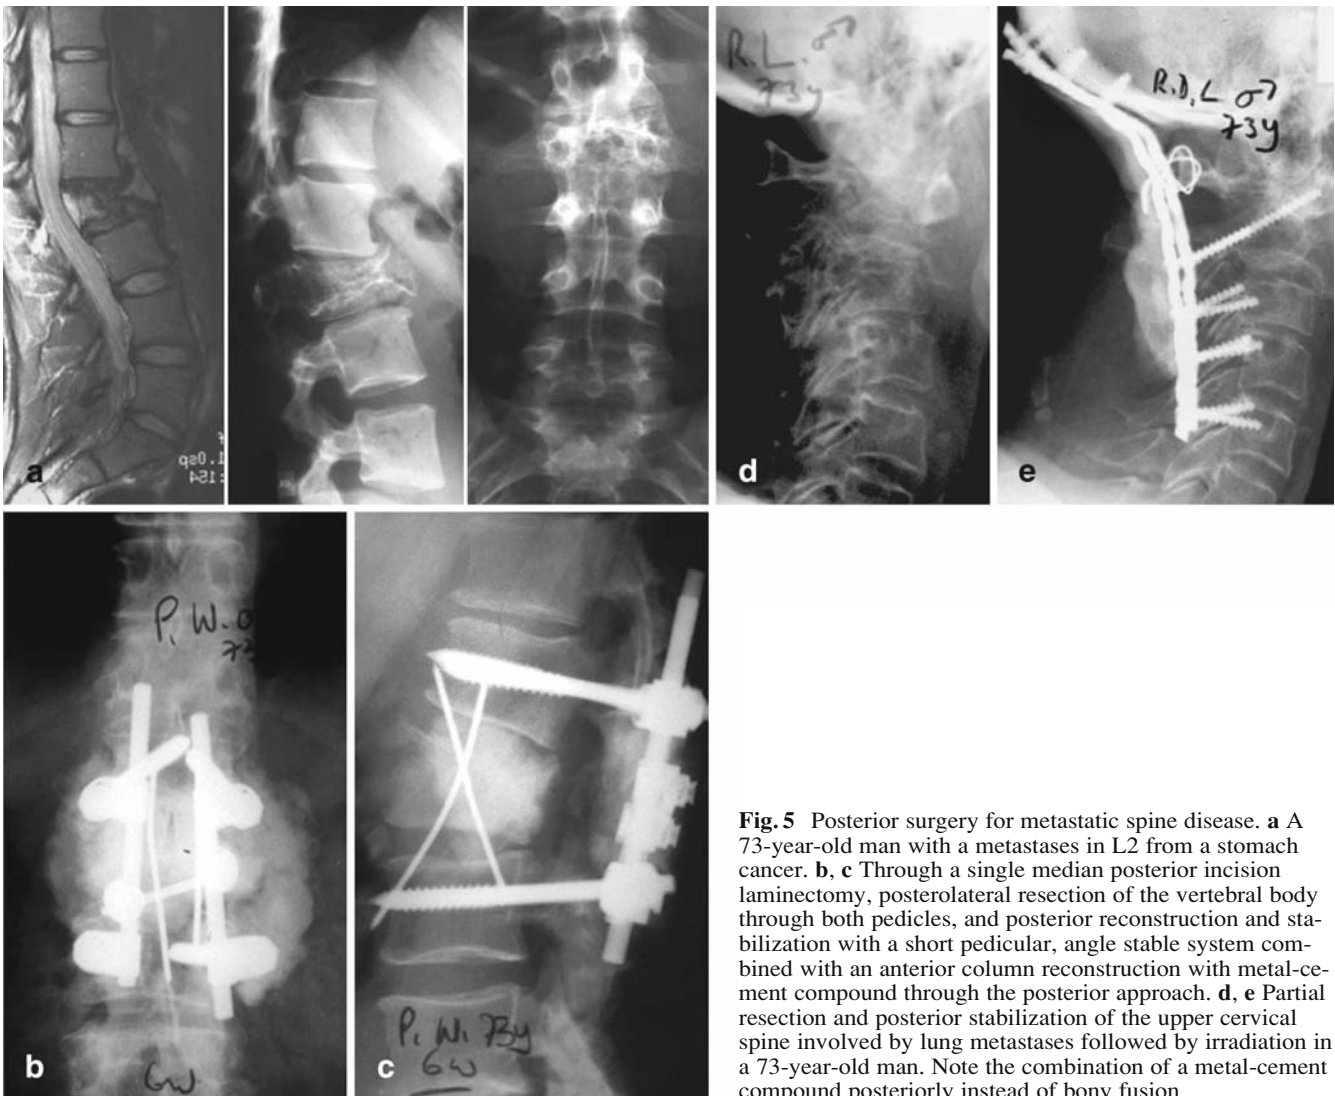 R.L. ♂
73y
R.D.L ♂
73y
a
d
e
P.W.
b
6w
P.W. 73y
6w
c
Fig. 5 Posterior surgery for metastatic spine disease. a A
73-year-old man with a metastases in L2 from a stomach
cancer. b, c Through a single median posterior incision
laminectomy, posterolateral resection of the vertebral body
through both pedicles, and posterior reconstruction and sta-
bilization with a short pedicular, angle stable system com-
bined with an anterior column reconstruction with metal-ce-
ment compound through the posterior approach. d, e Partial
resection and posterior stabilization of the upper cervical
spine involved by lung metastases followed by irradiation in
a 73-year-old man. Note the combination of a metal-cement
compound posteriorly instead of bony fusion